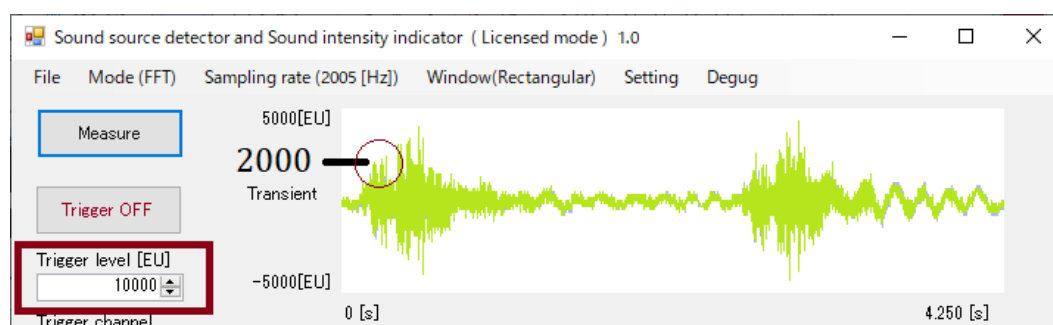 Sound source detector and Sound intensity indicator ( Licensed mode ) 1.0
File Mode (FFT) Sampling rate (2005 [Hz]) Window(Rectangular) Setting Degug
Measure
5000[EU]
2000
Transient
Trigger OFF
Trigger level [EU]
10000
-5000[EU]
0 [s] 4.250 [s]
Trigger channel